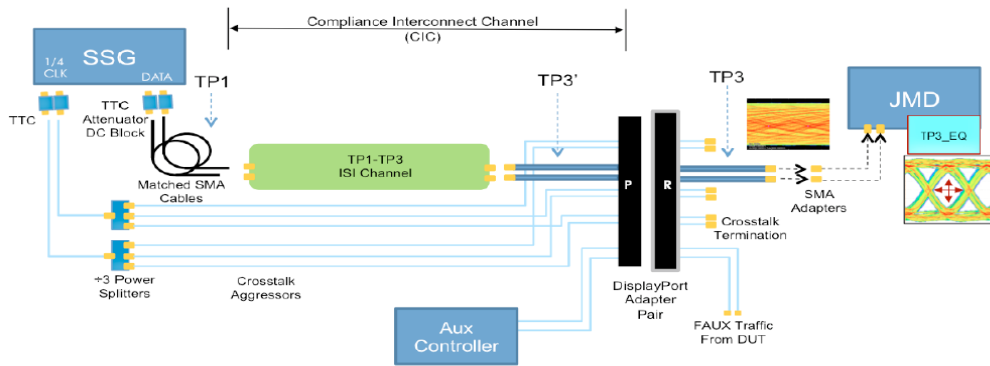 Compliance Interconnect Channel
(CIC)
SSG
1/4
CLK
DATA
TP1
TP3’
TP3
JMD
TP3_EQ
TTC
TTC
Attenuator
DC Block
TP1-TP3
ISI Channel
Matched SMA
Cables
P
R
SMA
Adapters
Crosstalk
Termination
÷3 Power
Splitters
Crosstalk
Aggressors
DisplayPort
Adapter
Pair
Aux
Controller
FAUX Traffic
From DUT